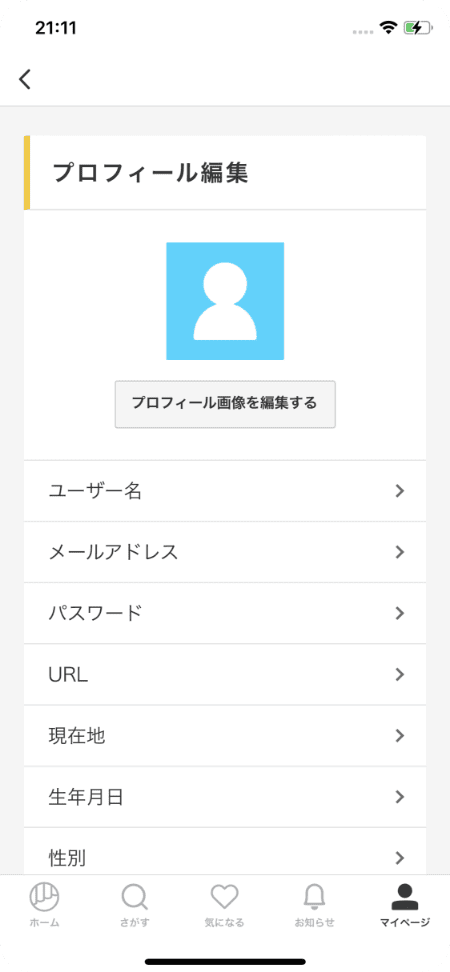 21:11
プロフィール編集
プロフィール画像を編集する
ユーザー名
メールアドレス
パスワード
URL
現在地
生年月日
性別
ホーム
さがす
気になる
お知らせ
マイページ